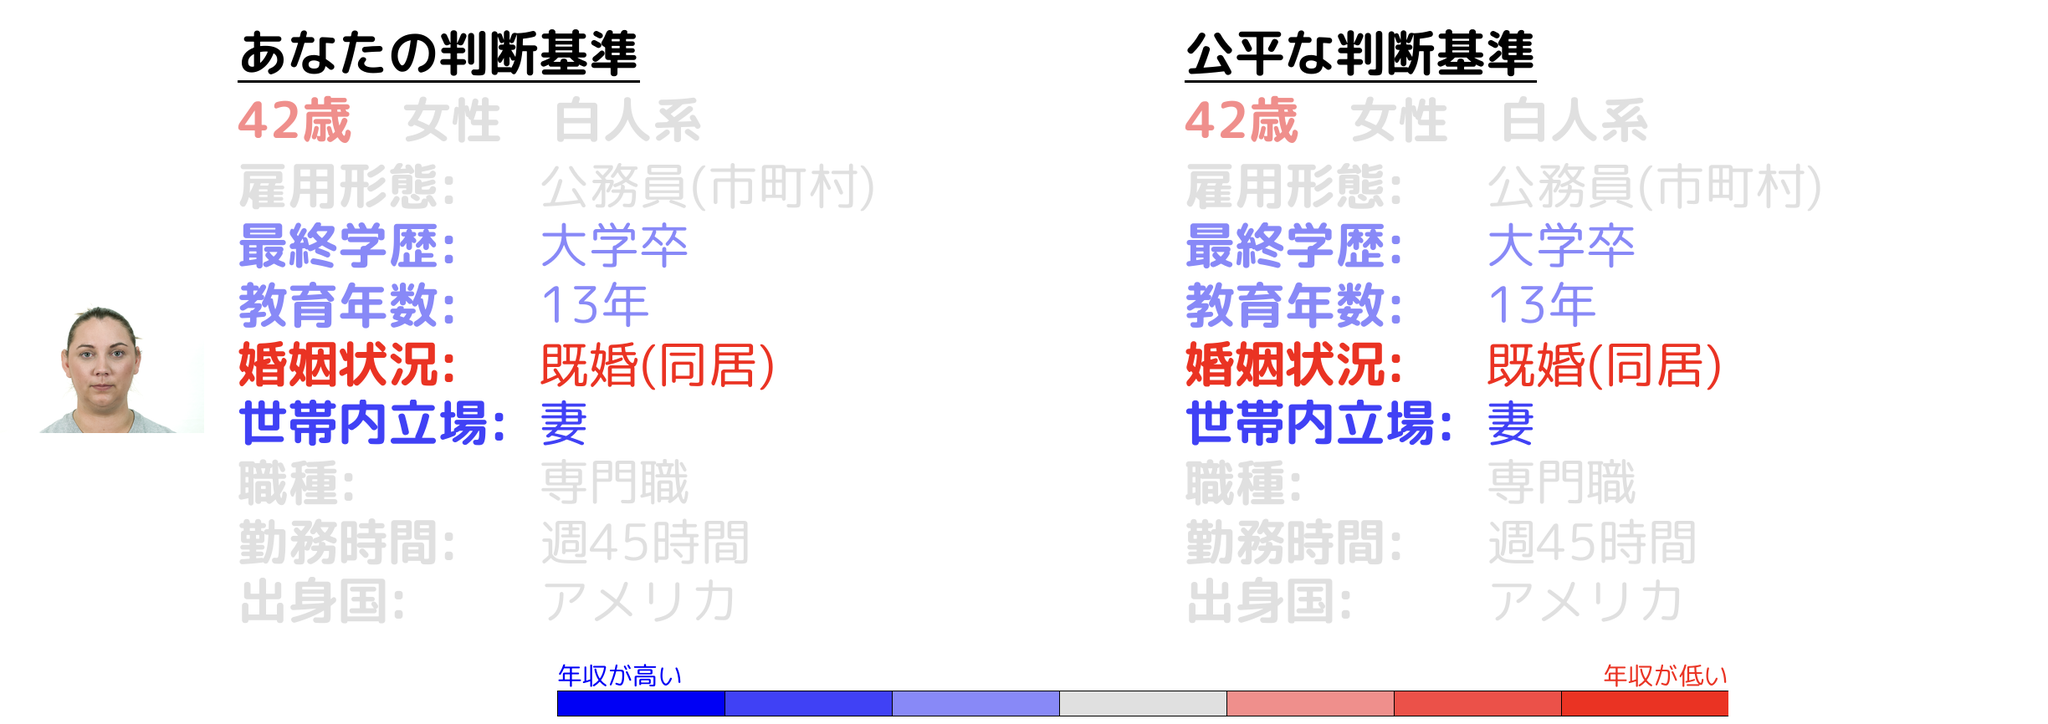 あなたの判断基準
42歳 女性 白人系
雇用形態: 公務員(市町村)
最終学歴: 大学卒
教育年数: 13年
婚姻状況: 既婚(同居)
世帯内立場: 妻
職種: 専門職
勤務時間: 週45時間
出身国: アメリカ
公平な判断基準
42歳 女性 白人系
雇用形態: 公務員(市町村)
最終学歴: 大学卒
教育年数: 13年
婚姻状況: 既婚(同居)
世帯内立場: 妻
職種: 専門職
勤務時間: 週45時間
出身国: アメリカ
年収が高い
年収が低い